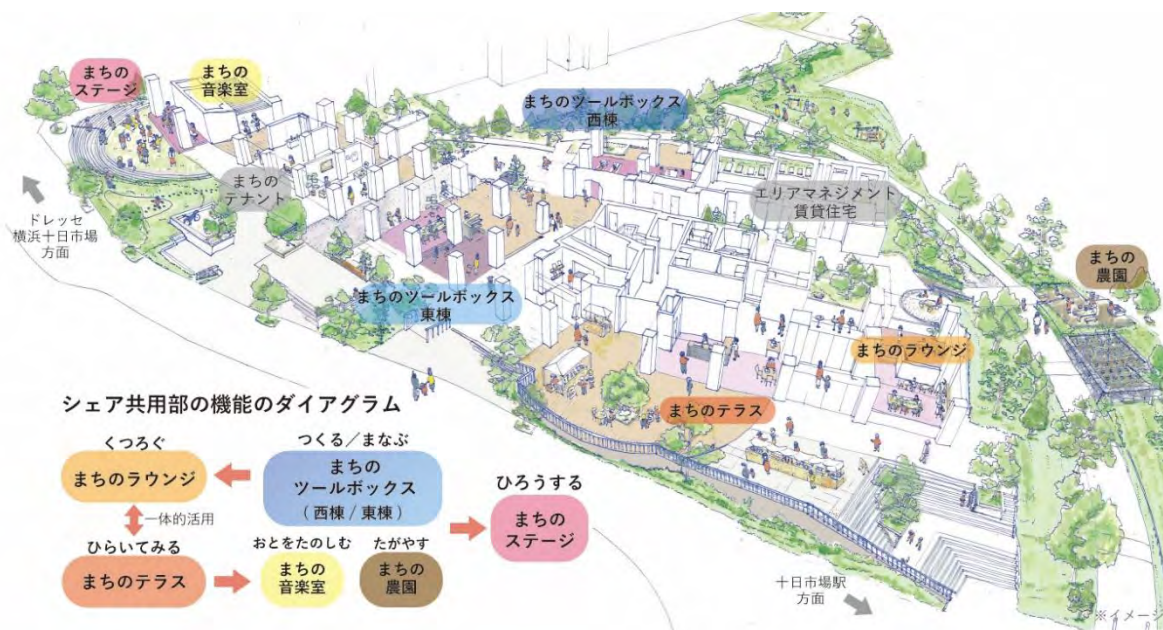 まちの
ステージ
まちの
音楽室
まちのツールボックス
西棟
まちの
テナント
エリアマネジメント
賃貸住宅
ドレッセ
横浜十日市場
方面
まちの
農園
まちのツールボックス
東棟
まちのラウンジ
まちのテラス
シェア共用部の機能のダイアグラム
くつろぐ
まちのラウンジ
つくる／まなぶ
まちの
ツールボックス
（西棟/東棟）
ひろうする
まちの
ステージ
一体的活用
ひらいてみる
まちのテラス
おとをたのしむ
まちの
音楽室
たがやす
まちの
農園
十日市場駅
方面
※イメージ